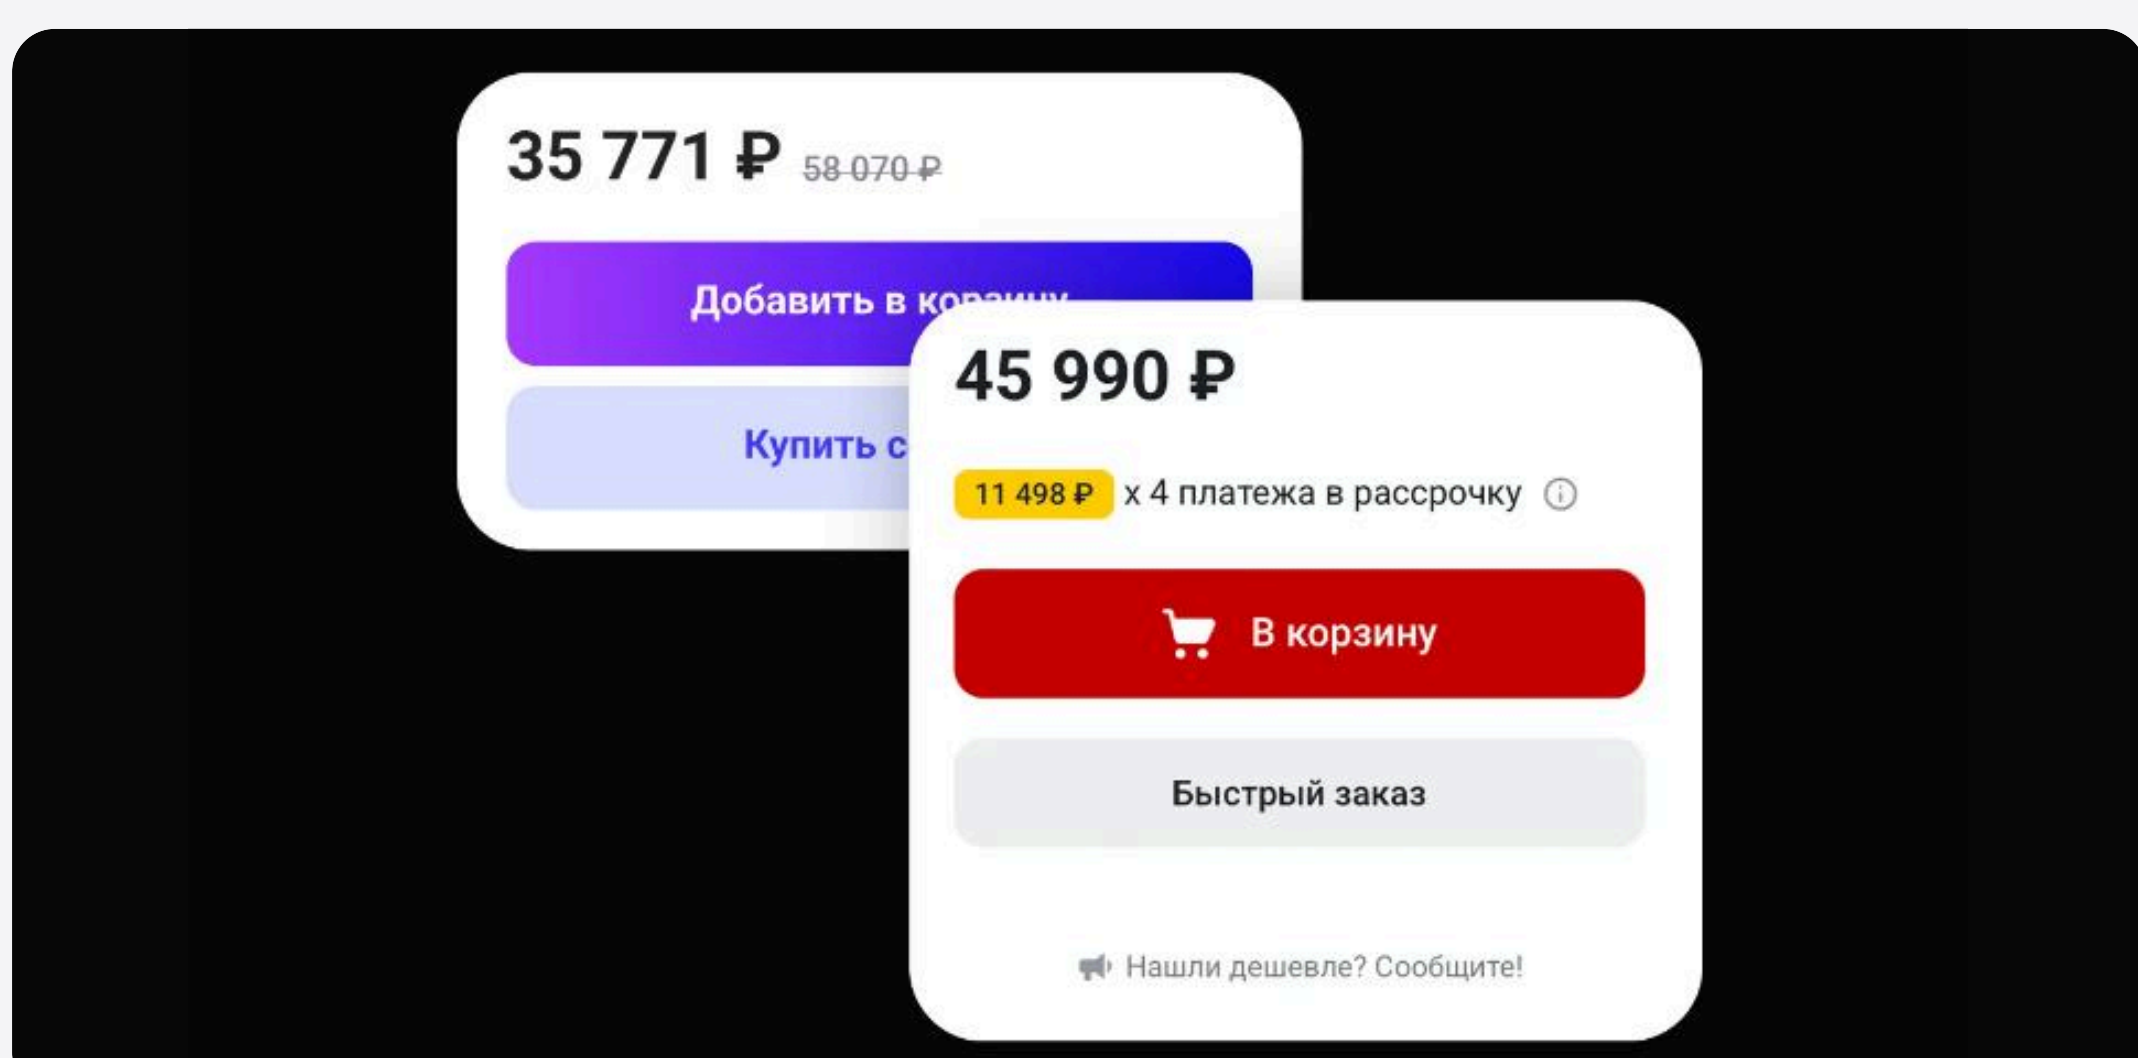 35 771 ₽ 58 070 ₽
Добавить в корзину
Купить с
45 990 ₽
11 498 ₽ x 4 платежа в рассрочку
В корзину
Быстрый заказ
Нашли дешевле? Сообщите!